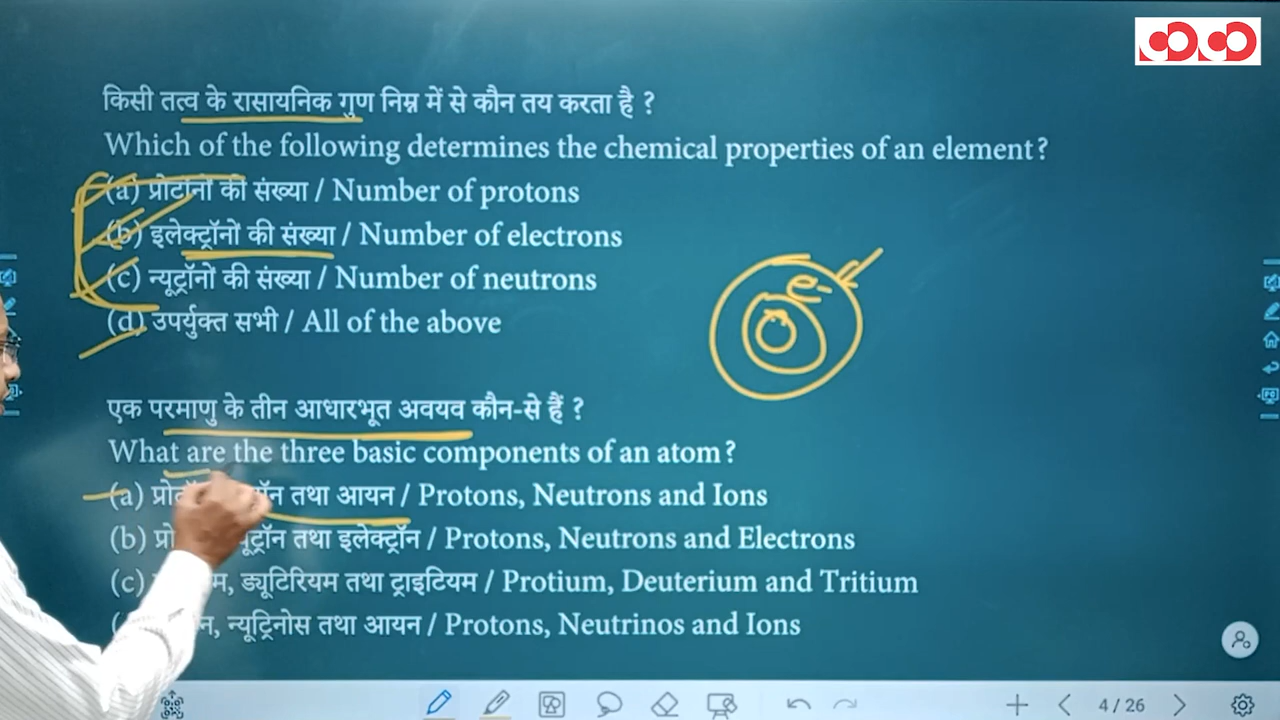 किसी तत्व के रासायनिक गुण निम्न में से कौन तय करता है ?
Which of the following determines the chemical properties of an element?
(a) प्रोटॉनों की संख्या / Number of protons
(b) इलेक्ट्रॉनों की संख्या / Number of electrons
(c) न्यूट्रॉनों की संख्या / Number of neutrons
(d) उपर्युक्त सभी / All of the above
e-
एक परमाणु के तीन आधारभूत अवयव कौन-से हैं ?
What are the three basic components of an atom?
(a) तथा आयन / Protons, Neutrons and Ions
(b) तथा इलेक्ट्रॉन / Protons, Neutrons and Electrons
(c) ड्यूटिरियम तथा ट्राइटियम / Protium, Deuterium and Tritium
न्यूट्रिनोस तथा आयन / Protons, Neutrinos and Ions
4 / 26